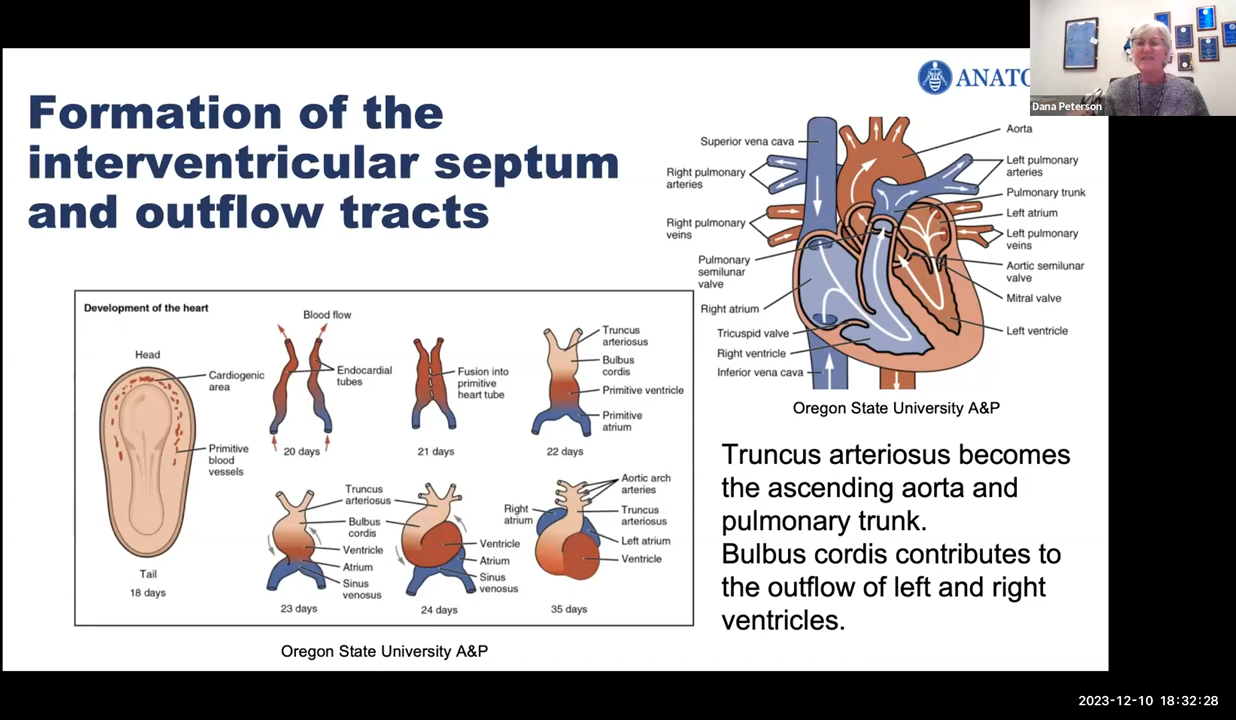 Formation of the
interventricular septum
and outflow tracts
ANATO
Dana Peterson
Development of the heart
Head
Cardiogenic
area
Primitive
blood
vessels
Tail
18 days
Blood flow
Endocardial
tubes
20 days
Fusion into
primitive
heart tube
21 days
Truncus
arteriosus
Bulbus
cordis
Primitive ventricle
Primitive
atrium
22 days
Truncus
arteriosus
Bulbus
cordis
Ventricle
Atrium
Sinus
venosus
23 days
Ventricle
Atrium
Sinus
venosus
24 days
Aortic arch
arteries
Right
atrium
Truncus
arteriosus
Left atrium
Ventricle
35 days
Oregon State University A&P
Superior vena cava
Right pulmonary
arteries
Right pulmonary
veins
Pulmonary
semilunar
valve
Right atrium
Tricuspid valve
Right ventricle
Inferior vena cava
Aorta
Left pulmonary
arteries
Pulmonary trunk
Left atrium
Left pulmonary
veins
Aortic semilunar
valve
Mitral valve
Left ventricle
Oregon State University A&P
Truncus arteriosus becomes
the ascending aorta and
pulmonary trunk.
Bulbus cordis contributes to
the outflow of left and right
ventricles.
2023-12-10 18:32:28